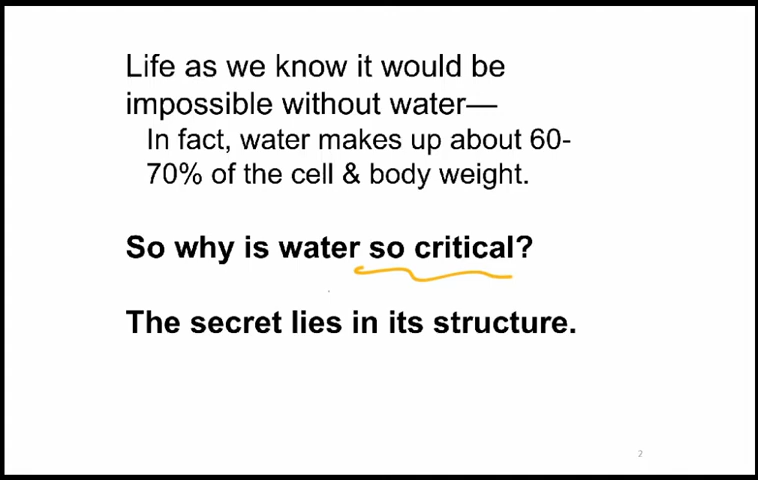 Life as we know it would be
impossible without water—
In fact, water makes up about 60-
70% of the cell & body weight.
So why is water so critical?
The secret lies in its structure.
2